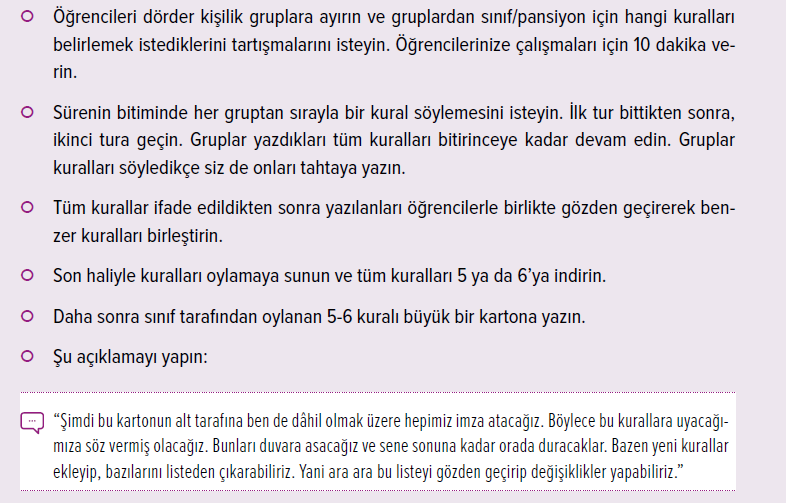 Öğrencileri dörder kişilik gruplara ayırın ve gruplardan sınıf/pansiyon için hangi kuralları
belirlemek istediklerini tartışmalarını isteyin. Öğrencilerinize çalışmaları için 10 dakika ve-
rin.
Sürenin bitiminde her gruptan sırayla bir kural söylemesini isteyin. İlk tur bittikten sonra,
ikinci tura geçin. Gruplar yazdıkları tüm kuralları bitirinceye kadar devam edin. Gruplar
kuralları söyledikçe siz de onları tahtaya yazın.
Tüm kurallar ifade edildikten sonra yazılanları öğrencilerle birlikte gözden geçirerek ben-
zer kuralları birleştirin.
Son haliyle kuralları oylamaya sunun ve tüm kuralları 5 ya da 6’ya indirin.
Daha sonra sınıf tarafından oylanan 5-6 kuralı büyük bir kartona yazın.
Şu açıklamayı yapın:
“Şimdi bu kartonun alt tarafına ben de dâhil olmak üzere hepimiz imza atacağız. Böylece bu kurallara uyacağı-
mıza söz vermiş olacağız. Bunları duvara asacağız ve sene sonuna kadar orada duracaklar. Bazen yeni kurallar
ekleyip, bazılarını listeden çıkarabiliriz. Yani ara ara bu listeyi gözden geçirip değişiklikler yapabiliriz.”